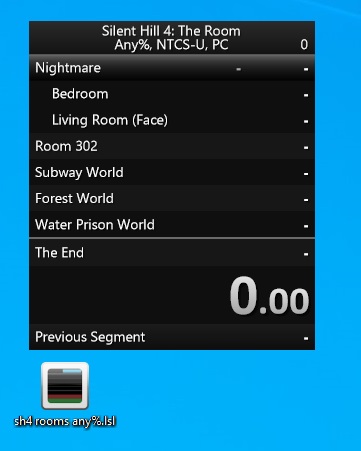 Silent Hill 4: The Room
Any%, NTCS-U, PC 0
Nightmare - -
Bedroom -
Living Room (Face) -
Room 302 -
Subway World -
Forest World -
Water Prison World -
The End -
0.00
Previous Segment -
sh4 rooms any%.lsl